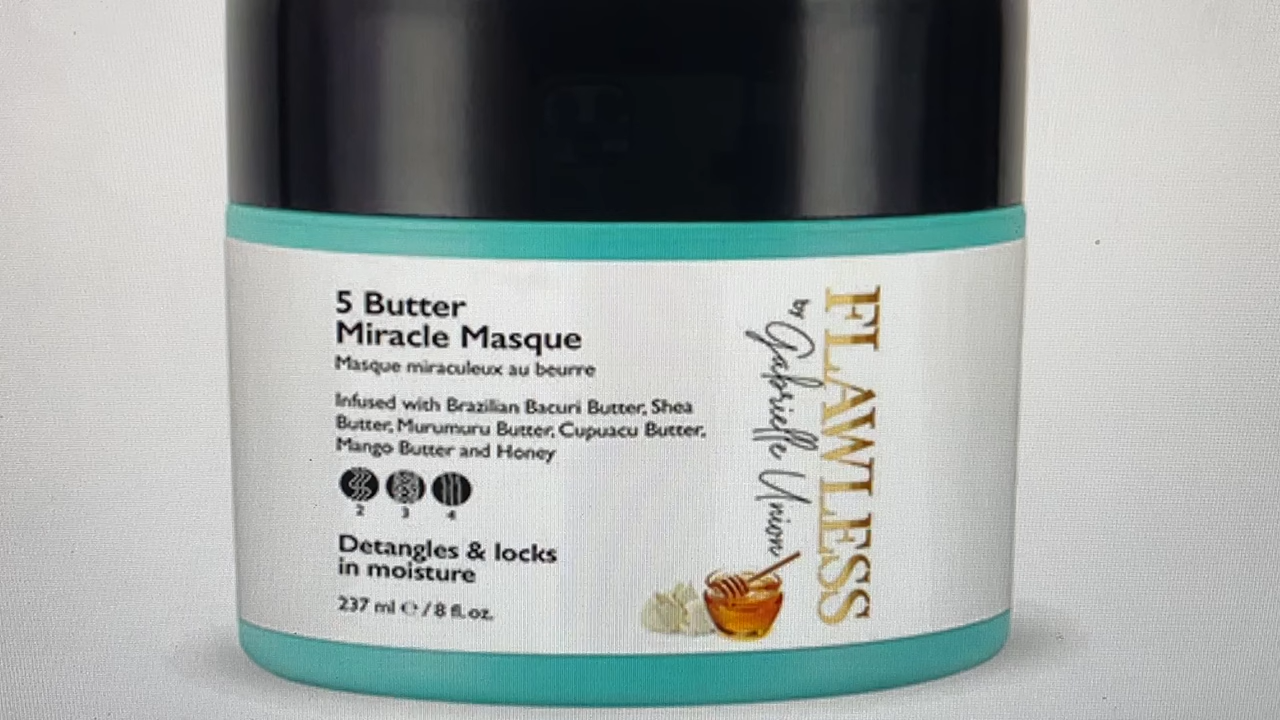 5 Butter
Miracle Masque
Masque miraculeux au beurre
Infused with Brazilian Bacuri Butter, Shea
Butter, Murumuru Butter, Cupuacu Butter,
Mango Butter and Honey
2 3 4
Detangles & locks
in moisture
237 ml ℮ / 8 fl. oz.
FLAWLESS
by Gabrielle Union